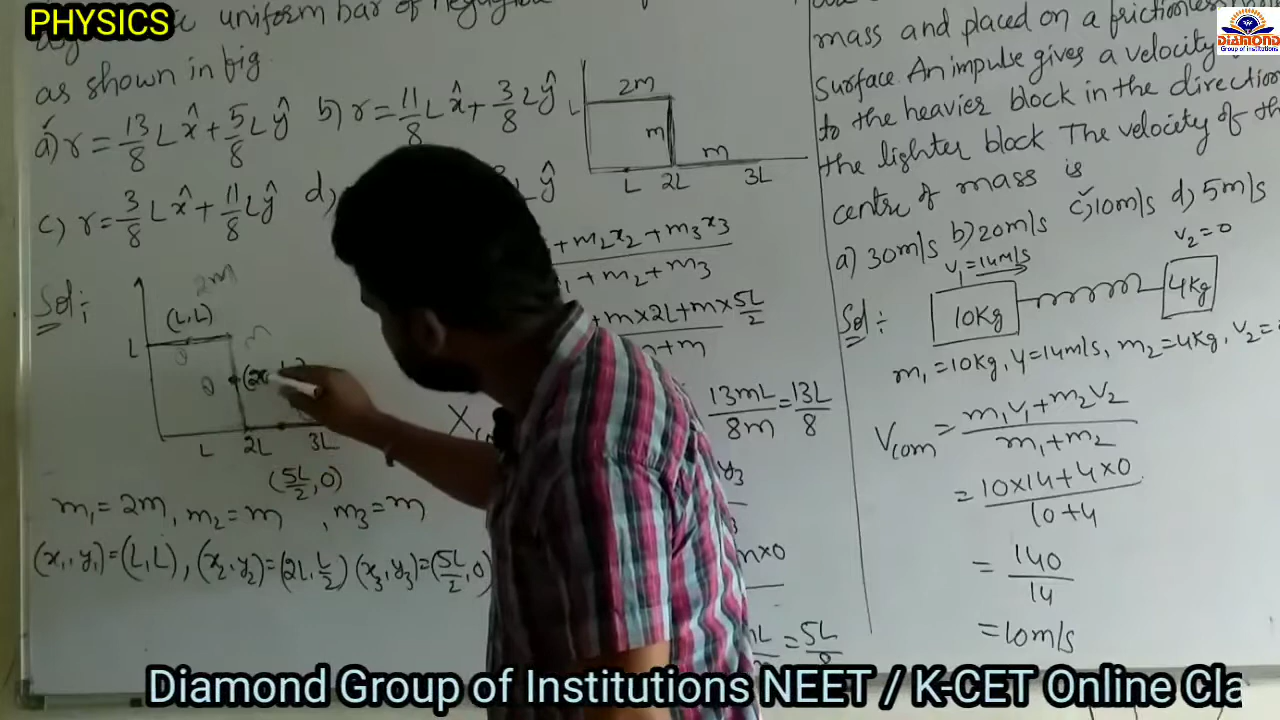 PHYSICS
uniform bar of
as shown in fig.
a) r = 13/8 L x̂ + 5/8 L ŷ b) r = 11/8 L x̂ + 3/8 L ŷ
c) r = 3/8 L x̂ + 11/8 L ŷ d)
L ŷ
L 2m
m m
L 2L 3L
Sol:
2m
(L, L)
L
m
L 2L 3L
(5L/2, 0)
m₁ = 2m, m₂ = m, m₃ = m
(x₁, y₁) = (L, L), (x₂, y₂) = (2L, L/2) (x₃, y₃) = (5L/2, 0)
+ m₂x₂ + m₃x₃
+ m₂ + m₃
+ m×2L + m×5L/2
+m
X
13mL/8m = 13L/8
y₃
×0
= 5L
mass and placed on a frictionless
surface. An impulse gives a velocity
to the heavier block in the direction
the lighter block. The velocity of the
centre of mass is
a) 30m/s b) 20m/s c) 10m/s d) 5m/s
V₁=14m/s V₂=0
Sol: 10Kg 4Kg
m₁=10Kg, =14m/s, m₂=4Kg, V₂=
Vcom = m₁V₁+m₂V₂ / m₁+m₂
= 10×14+4×0 / 10+4
= 140/14
= 10m/s
DIAMOND
Group of institutions
Diamond Group of Institutions NEET / K-CET Online Cla